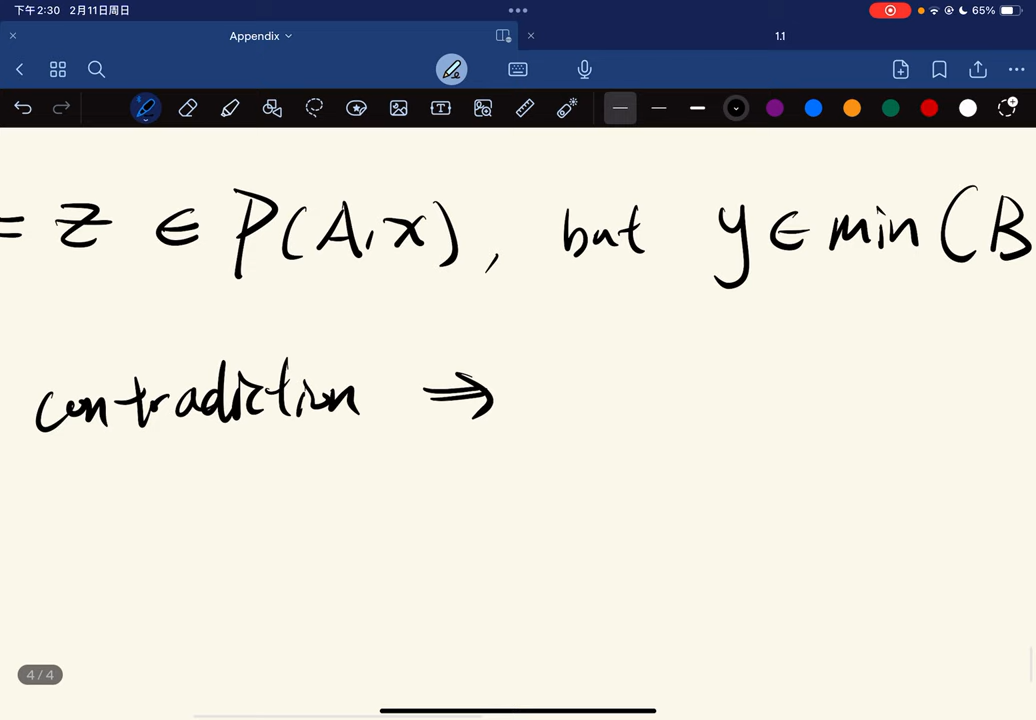 下午2:30 2月11日周日
65%
Appendix
1.1
= z ∈ P(A, x), but y ∈ min(B
contradiction ⇒
4 / 4